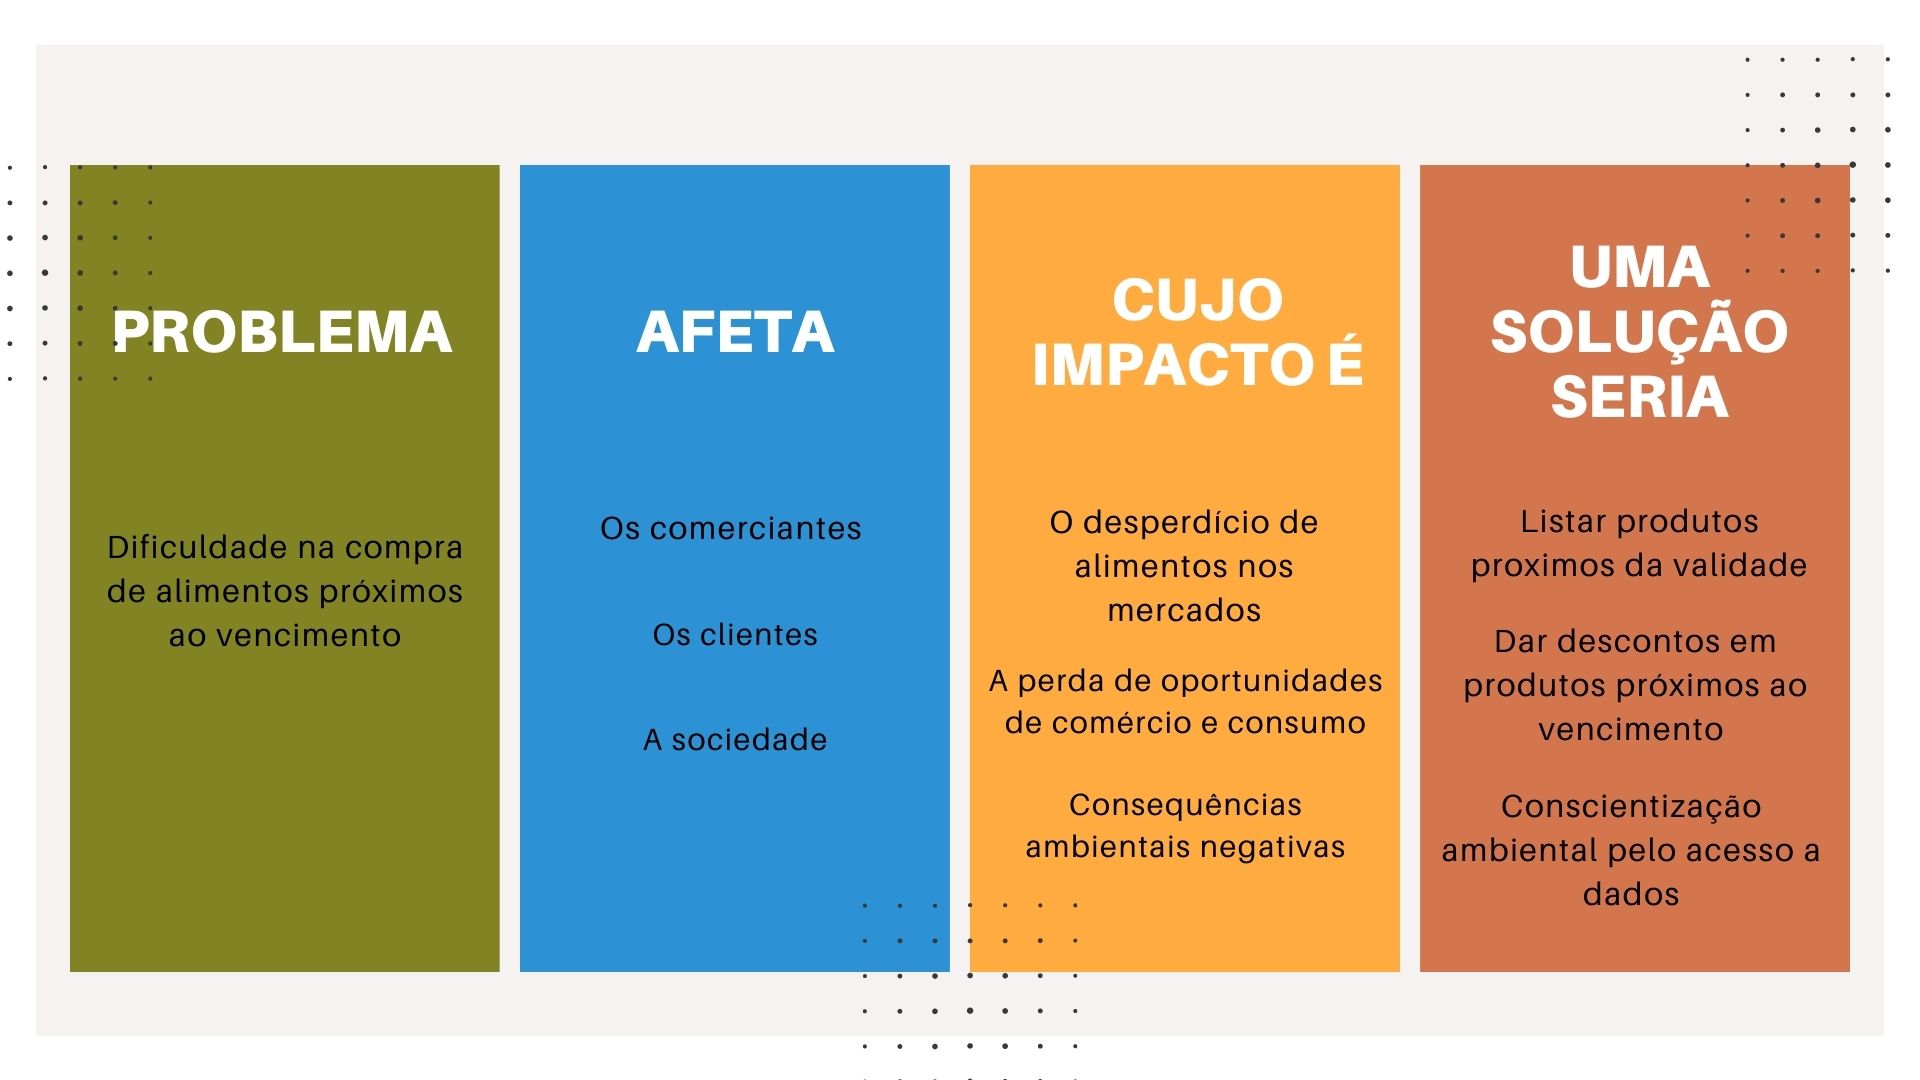 PROBLEMA
Dificuldade na compra
de alimentos próximos
ao vencimento
AFETA
Os comerciantes
Os clientes
A sociedade
CUJO
IMPACTO É
O desperdício de
alimentos nos
mercados
A perda de oportunidades
de comércio e consumo
Consequências
ambientais negativas
UMA
SOLUÇÃO
SERIA
Listar produtos
proximos da validade
Dar descontos em
produtos próximos ao
vencimento
Conscientização
ambiental pelo acesso a
dados